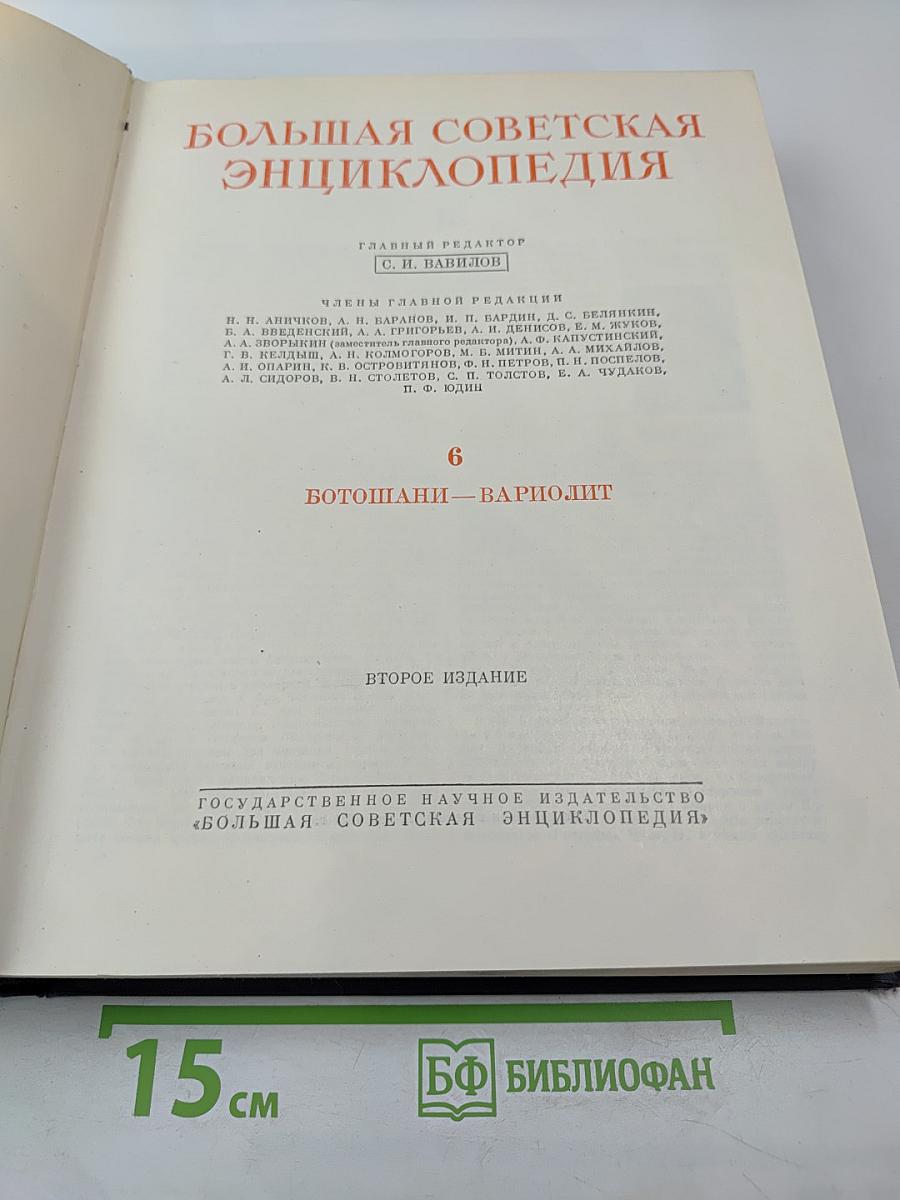 БОЛЬШАЯ СОВЕТСКАЯ
ЭНЦИКЛОПЕДИЯ
ГЛАВНЫЙ РЕДАКТОР
С. И. ВАВИЛОВ
ЧЛЕНЫ ГЛАВНОЙ РЕДАКЦИИ
Н. Н. АНИЧКОВ, А. Н. БАРАНОВ, И. П. БАРДИН, Д. С. БЕЛЯНКИН,
Б. А. ВВЕДЕНСКИЙ, А. А. ГРИГОРЬЕВ, А. И. ДЕНИСОВ, Е. М. ЖУКОВ,
А. А. ЗВОРЫКИН (заместитель главного редактора), А. Ф. КАПУСТИНСКИЙ,
Г. В. КЕЛДЫШ, А. Н. КОЛМОГОРОВ, М. Б. МИТИН, А. А. МИХАЙЛОВ,
А. И. ОПАРИН, К. В. ОСТРОВИТЯНОВ, Ф. Н. ПЕТРОВ, П. Н. ПОСПЕЛОВ,
А. Л. СИДОРОВ, В. Н. СТОЛЕТОВ, С. П. ТОЛСТОВ, Е. А. ЧУДАКОВ,
П. Ф. ЮДИН
6
БОТОШАНИ — ВАРИОЛИТ
ВТОРОЕ ИЗДАНИЕ
ГОСУДАРСТВЕННОЕ НАУЧНОЕ ИЗДАТЕЛЬСТВО
«БОЛЬШАЯ СОВЕТСКАЯ ЭНЦИКЛОПЕДИЯ»
15 см
БФ БИБЛИОФАН